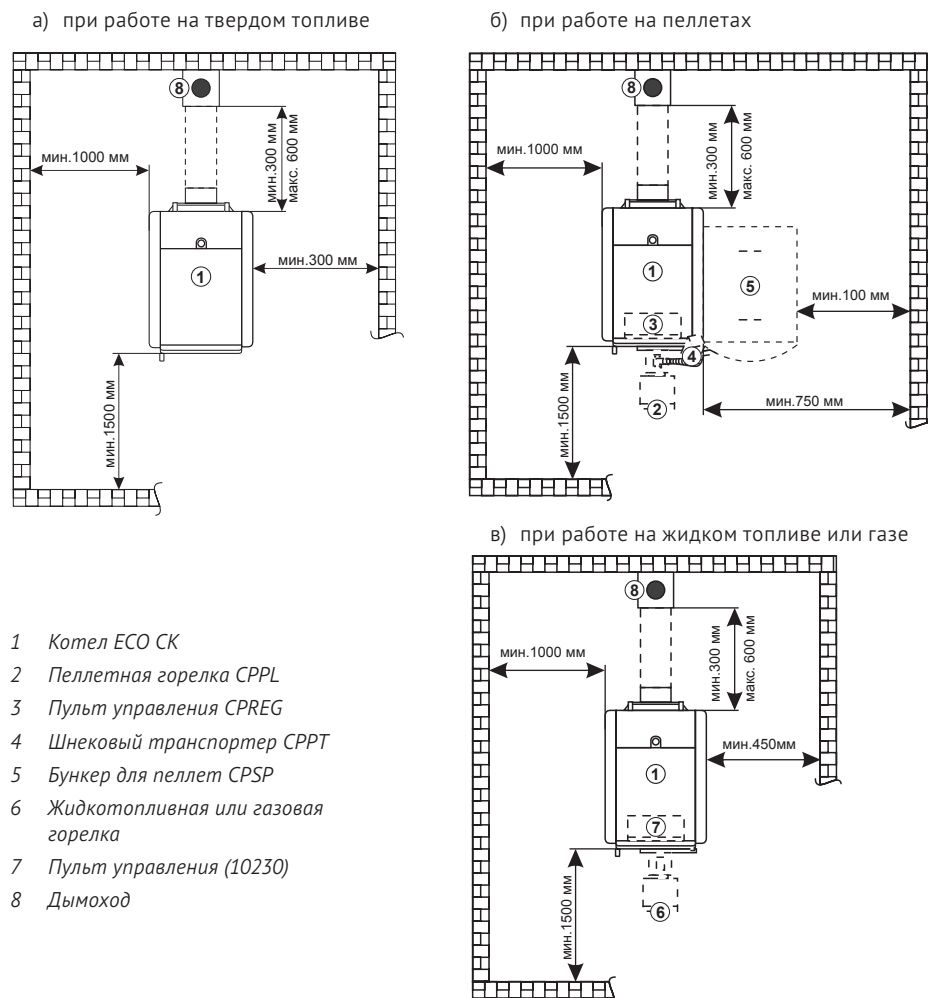 а) при работе на твердом топливе
8
мин.1000 мм
мин.300 мм
макс. 600 мм
1
мин.300 мм
мин.1500 мм
б) при работе на пеллетах
8
мин.1000 мм
мин.300 мм
макс. 600 мм
1
5
мин.100 мм
3
4
2
мин.1500 мм
мин.750 мм
в) при работе на жидком топливе или газе
8
мин.1000 мм
мин.300 мм
макс. 600 мм
1
мин.450мм
7
6
мин.1500 мм
1 Котел ECO CK
2 Пеллетная горелка CPPL
3 Пульт управления CPREG
4 Шнековый транспортер CPPT
5 Бункер для пеллет CPSP
6 Жидкотопливная или газовая
горелка
7 Пульт управления (10230)
8 Дымоход